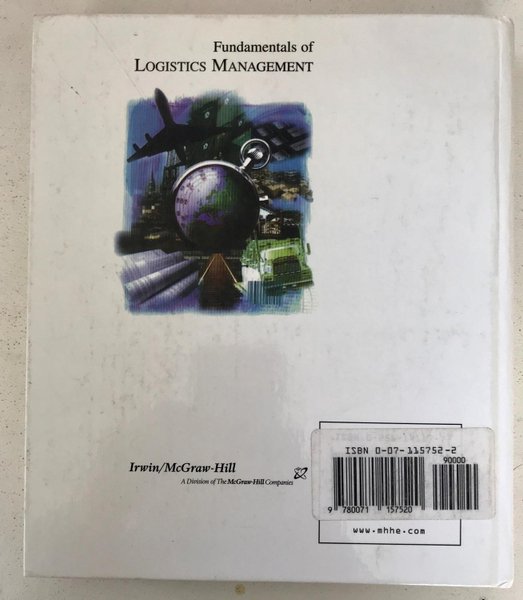 Fundamentals of
LOGISTICS MANAGEMENT
Irwin/McGraw-Hill
A Division of The McGraw-Hill Companies
ISBN 0-07-115752-2
90000
9 780071 157520
www.mhhe.com